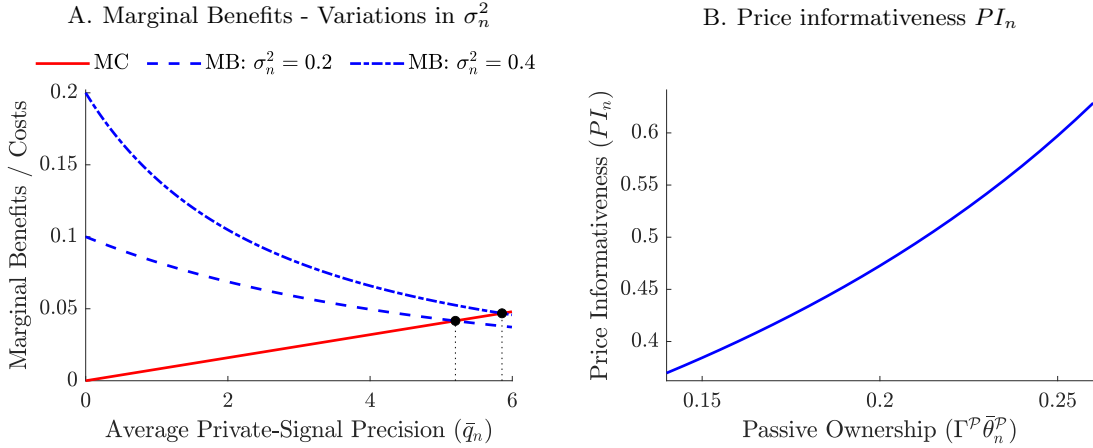 A. Marginal Benefits - Variations in σ²ₙ
MC
MB: σ²ₙ = 0.2
MB: σ²ₙ = 0.4
Marginal Benefits / Costs
0.2
0.15
0.1
0.05
0
0
2
4
6
Average Private-Signal Precision (q̄ₙ)
B. Price informativeness PIₙ
Price Informativeness (PIₙ)
0.6
0.55
0.5
0.45
0.4
0.15
0.2
0.25
Passive Ownership (Γ^𝒫 θ̄ₙ^𝒫)